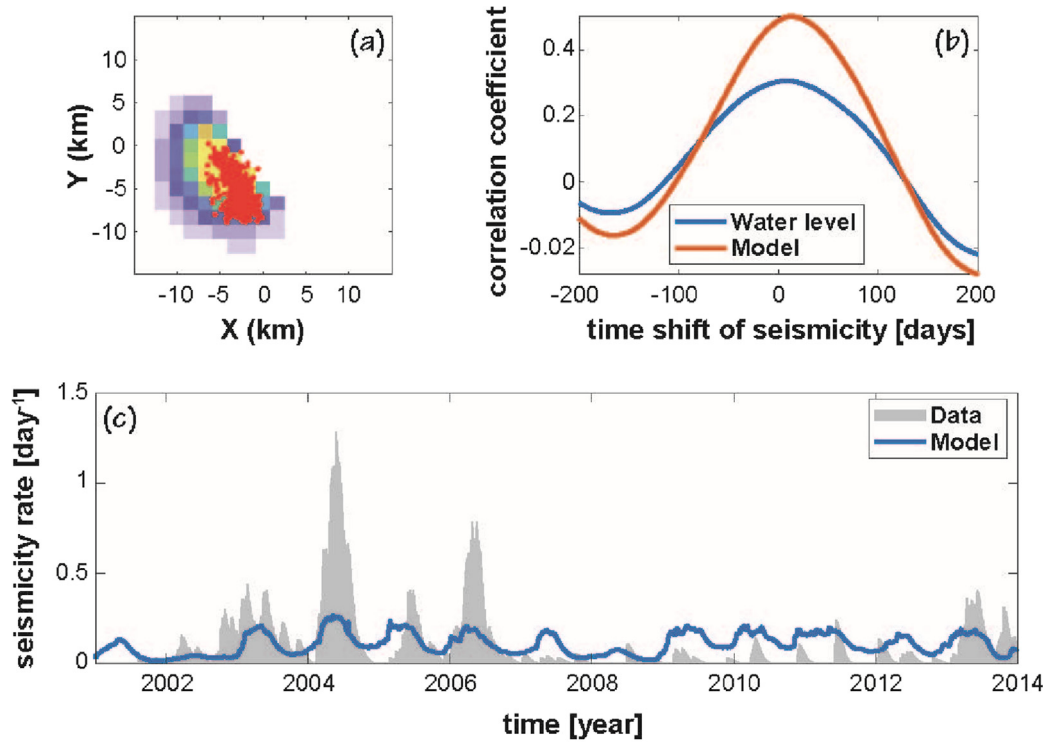 (a)
10
5
0
-5
-10
Y (km)
-10 -5 0 5 10
X (km)
(b)
0.4
0.2
0
-0.02
correlation coefficient
Water level
Model
-200 -100 0 100 200
time shift of seismicity [days]
(c)
1.5
1
0.5
0
seismicity rate [day-1]
Data
Model
2002 2004 2006 2008 2010 2012 2014
time [year]